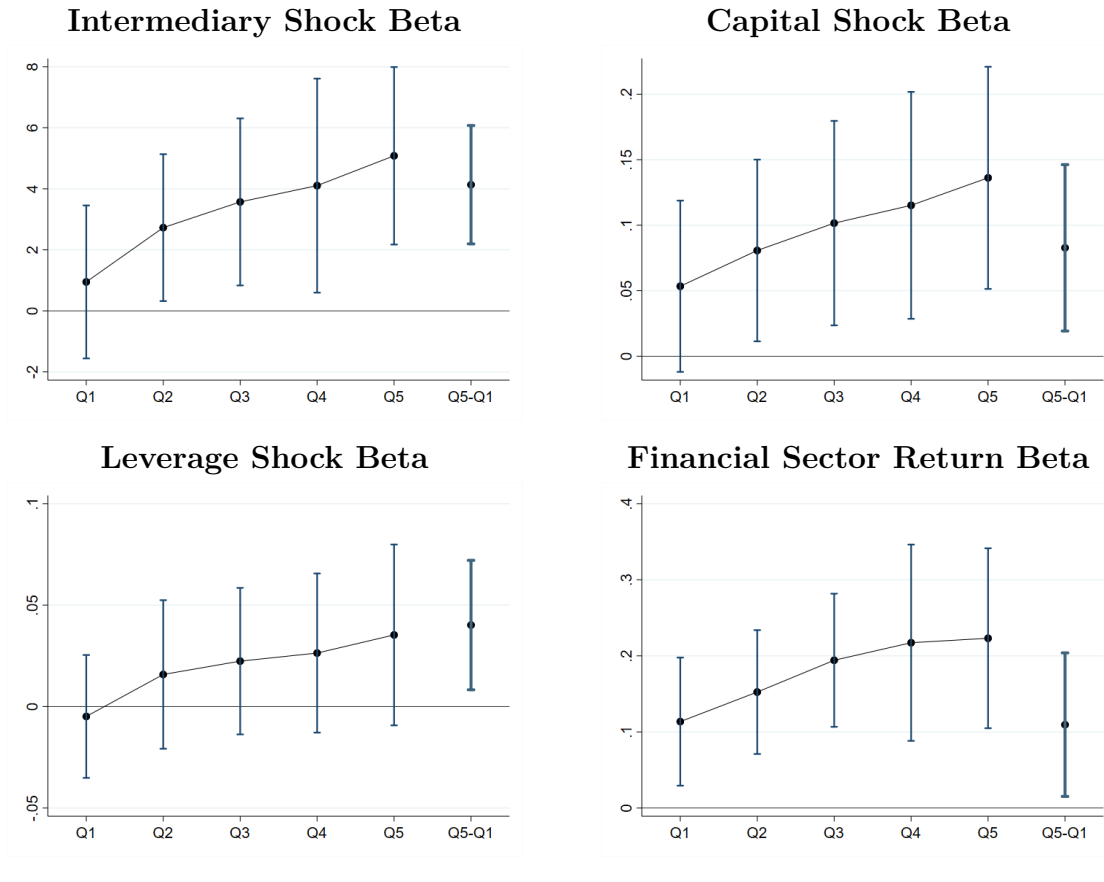 Intermediary Shock Beta
8
6
4
2
0
-2
Q1 Q2 Q3 Q4 Q5 Q5-Q1
Capital Shock Beta
.2
.15
.1
.05
0
Q1 Q2 Q3 Q4 Q5 Q5-Q1
Leverage Shock Beta
.1
.05
0
-.05
Q1 Q2 Q3 Q4 Q5 Q5-Q1
Financial Sector Return Beta
.4
.3
.2
.1
0
Q1 Q2 Q3 Q4 Q5 Q5-Q1